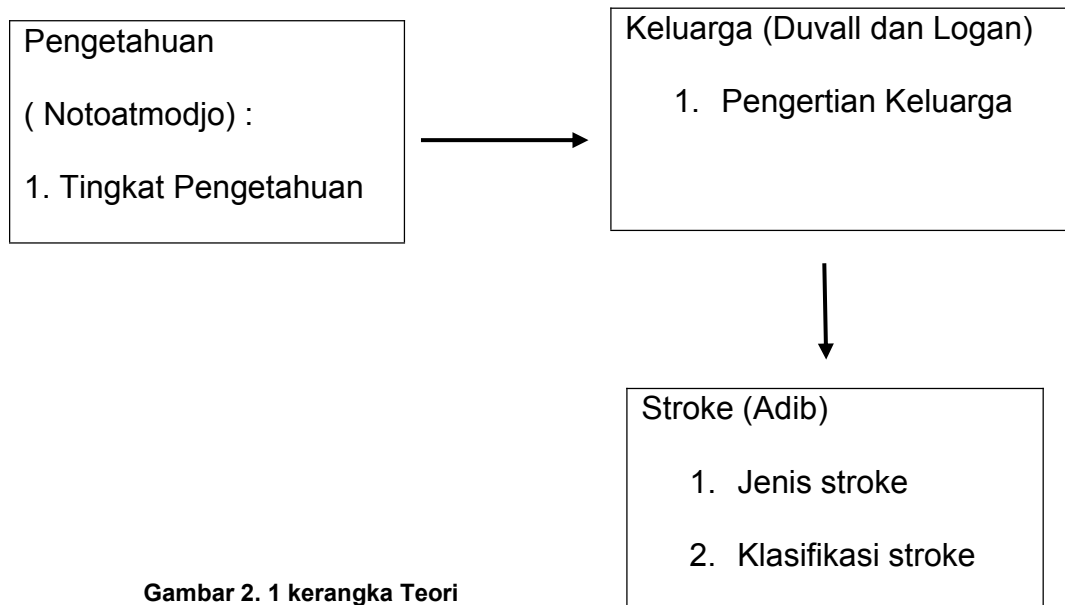 Pengetahuan
( Notoatmodjo) :
1. Tingkat Pengetahuan
Keluarga (Duvall dan Logan)
1. Pengertian Keluarga
Stroke (Adib)
1. Jenis stroke
2. Klasifikasi stroke
Gambar 2. 1 kerangka Teori